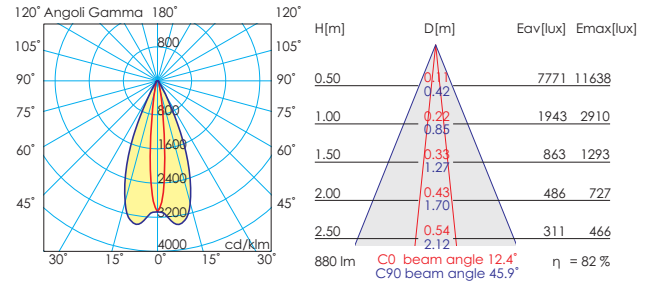 120° Angoli Gamma 180° 120°
105° 105°
90° 90°
75° 75°
60° 60°
45° 45°
800
800
1600
2400
3200
4000 cd/klm
30° 15° 0° 15° 30°
H[m] D[m] Eav[lux] Emax[lux]
0.50 0.11 7771 11638
0.42
1.00 0.22 1943 2910
0.85
1.50 0.33 863 1293
1.27
2.00 0.43 486 727
1.70
2.50 0.54 311 466
2.12
880 lm C0 beam angle 12.4° η = 82 %
C90 beam angle 45.9°